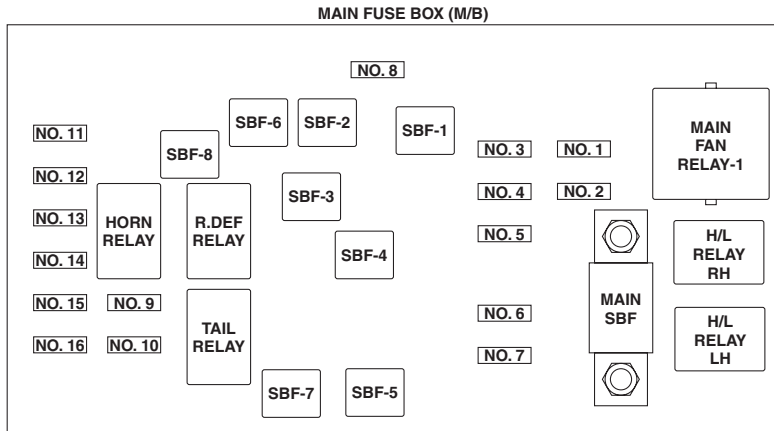 MAIN FUSE BOX (M/B)
NO. 8
NO. 11
NO. 12
NO. 13
NO. 14
NO. 15
NO. 16
NO. 9
NO. 10
SBF-8
SBF-6
SBF-2
SBF-1
SBF-3
SBF-4
HORN
RELAY
R.DEF
RELAY
TAIL
RELAY
SBF-7
SBF-5
NO. 3
NO. 1
NO. 4
NO. 2
NO. 5
NO. 6
NO. 7
MAIN
SBF
MAIN
FAN
RELAY-1
H/L
RELAY
RH
H/L
RELAY
LH